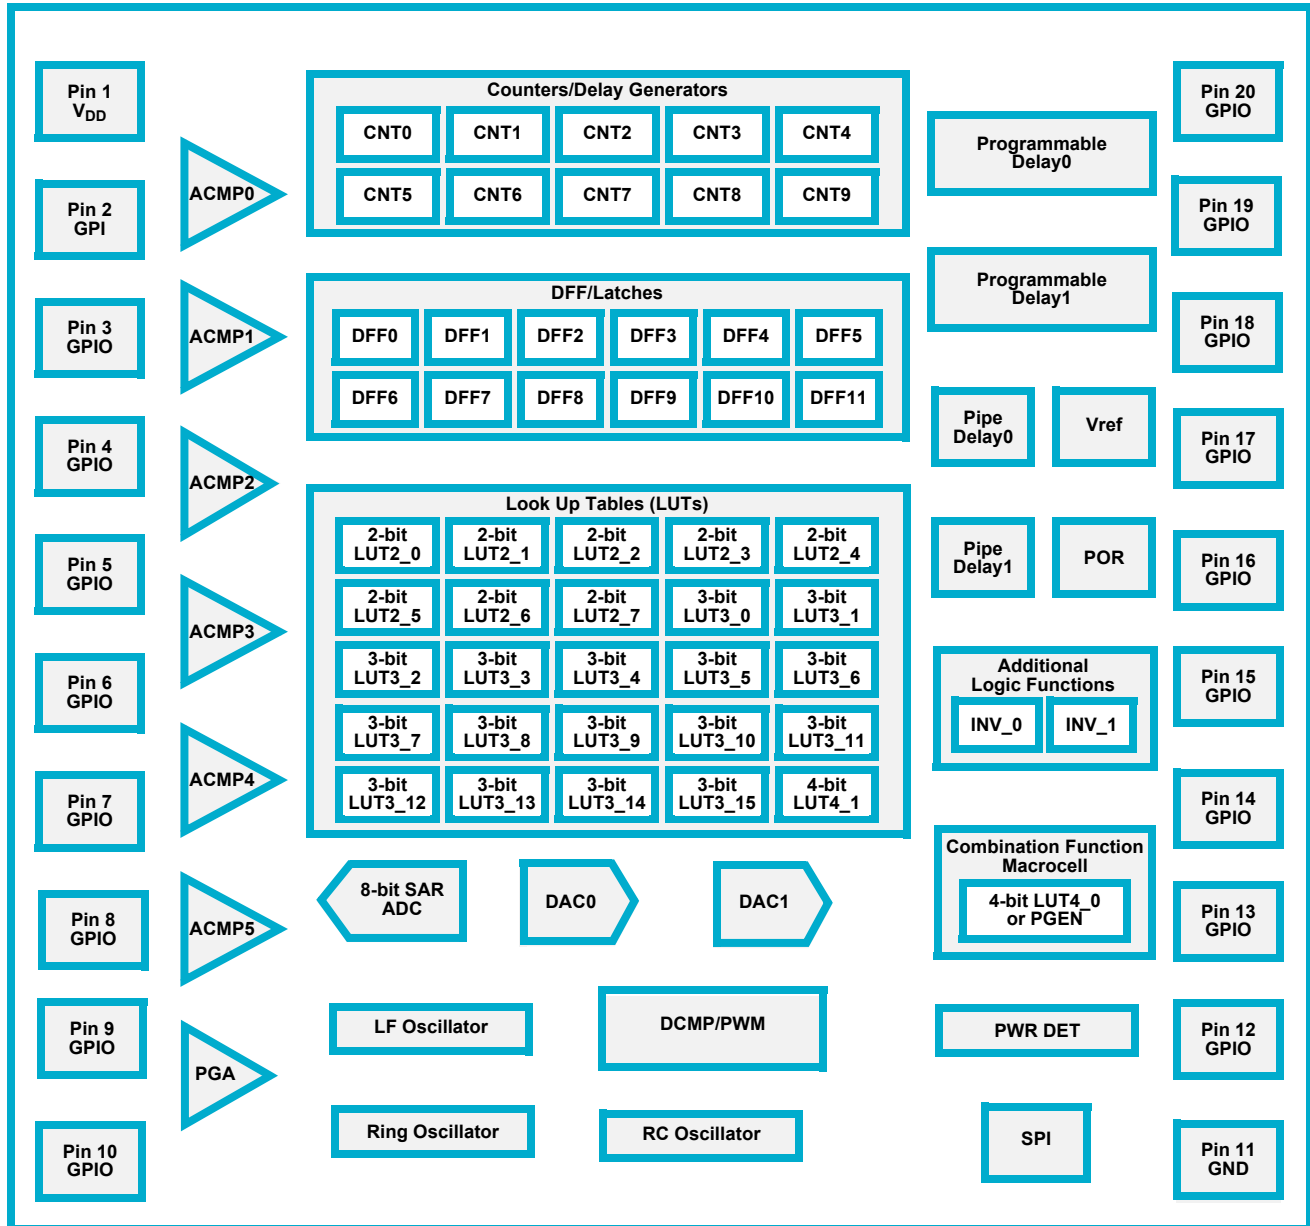 Pin 1
VDD
Pin 2
GPI
Pin 3
GPIO
Pin 4
GPIO
Pin 5
GPIO
Pin 6
GPIO
Pin 7
GPIO
Pin 8
GPIO
Pin 9
GPIO
Pin 10
GPIO
ACMP0
ACMP1
ACMP2
ACMP3
ACMP4
ACMP5
PGA
Counters/Delay Generators
CNT0 CNT1 CNT2 CNT3 CNT4
CNT5 CNT6 CNT7 CNT8 CNT9
DFF/Latches
DFF0 DFF1 DFF2 DFF3 DFF4 DFF5
DFF6 DFF7 DFF8 DFF9 DFF10 DFF11
Look Up Tables (LUTs)
2-bit 2-bit 2-bit 2-bit 2-bit
LUT2_0 LUT2_1 LUT2_2 LUT2_3 LUT2_4
2-bit 2-bit 2-bit 3-bit 3-bit
LUT2_5 LUT2_6 LUT2_7 LUT3_0 LUT3_1
3-bit 3-bit 3-bit 3-bit 3-bit
LUT3_2 LUT3_3 LUT3_4 LUT3_5 LUT3_6
3-bit 3-bit 3-bit 3-bit 3-bit
LUT3_7 LUT3_8 LUT3_9 LUT3_10 LUT3_11
3-bit 3-bit 3-bit 3-bit 4-bit
LUT3_12 LUT3_13 LUT3_14 LUT3_15 LUT4_1
8-bit SAR
ADC
DAC0
DAC1
LF Oscillator
DCMP/PWM
Ring Oscillator
RC Oscillator
Programmable
Delay0
Programmable
Delay1
Pipe
Delay0
Vref
Pipe
Delay1
POR
Additional
Logic Functions
INV_0 INV_1
Combination Function
Macrocell
4-bit LUT4_0
or PGEN
PWR DET
SPI
Pin 20
GPIO
Pin 19
GPIO
Pin 18
GPIO
Pin 17
GPIO
Pin 16
GPIO
Pin 15
GPIO
Pin 14
GPIO
Pin 13
GPIO
Pin 12
GPIO
Pin 11
GND